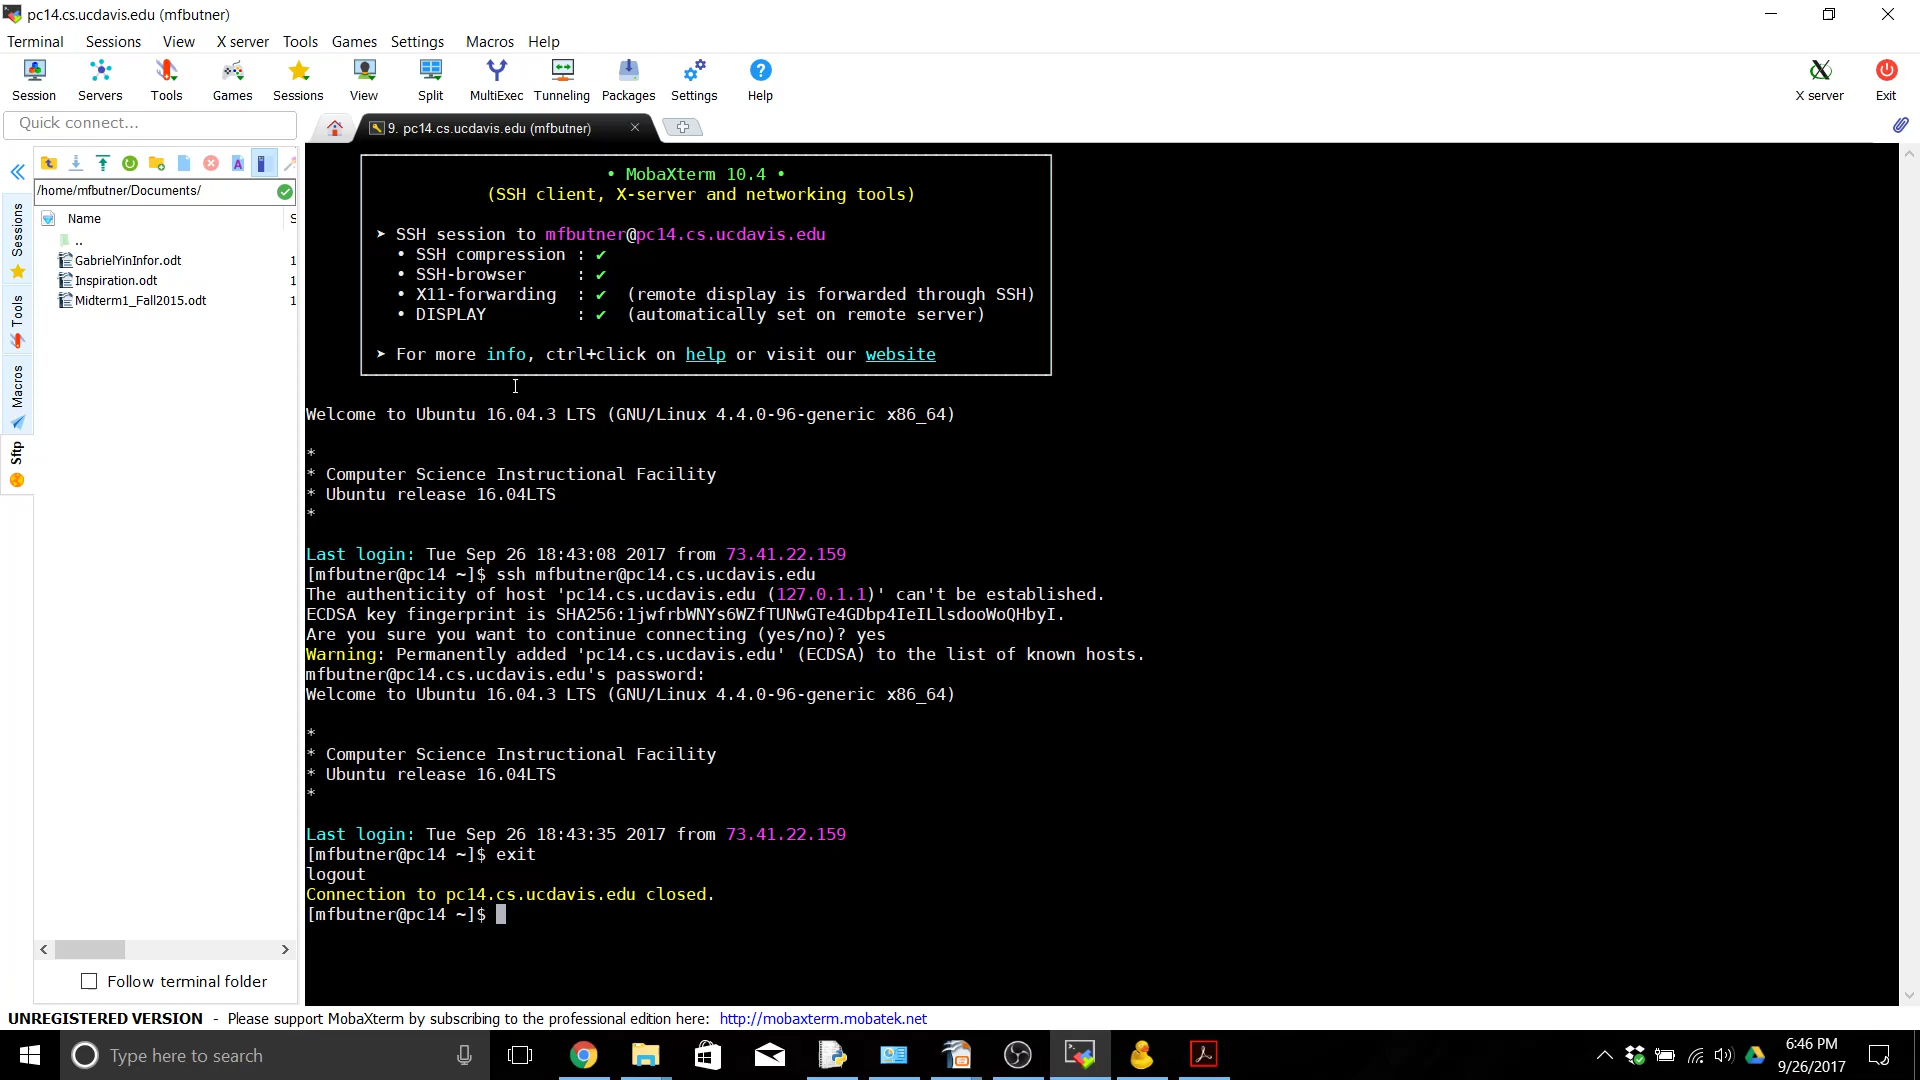 pc14.cs.ucdavis.edu (mfbutner)
Terminal Sessions View X server Tools Games Settings Macros Help
Session Servers Tools Games Sessions View Split MultiExec Tunneling Packages Settings Help X server Exit
Quick connect...
9. pc14.cs.ucdavis.edu (mfbutner)
/home/mfbutner/Documents/
Name S
..
GabrielYinInfor.odt 1
Inspiration.odt 1
Midterm1_Fall2015.odt 1
Sessions
Tools
Macros
Sftp
Follow terminal folder
• MobaXterm 10.4 •
(SSH client, X-server and networking tools)
➤ SSH session to mfbutner@pc14.cs.ucdavis.edu
• SSH compression : ✔
• SSH-browser : ✔
• X11-forwarding : ✔ (remote display is forwarded through SSH)
• DISPLAY : ✔ (automatically set on remote server)
➤ For more info, ctrl+click on help or visit our website
Welcome to Ubuntu 16.04.3 LTS (GNU/Linux 4.4.0-96-generic x86_64)
*
* Computer Science Instructional Facility
* Ubuntu release 16.04LTS
*
Last login: Tue Sep 26 18:43:08 2017 from 73.41.22.159
[mfbutner@pc14 ~]$ ssh mfbutner@pc14.cs.ucdavis.edu
The authenticity of host 'pc14.cs.ucdavis.edu (127.0.1.1)' can't be established.
ECDSA key fingerprint is SHA256:1jwfrbWNYs6WZfTUNwGTe4GDbp4IeILlsdooWoQHbyI.
Are you sure you want to continue connecting (yes/no)? yes
Warning: Permanently added 'pc14.cs.ucdavis.edu' (ECDSA) to the list of known hosts.
mfbutner@pc14.cs.ucdavis.edu's password:
Welcome to Ubuntu 16.04.3 LTS (GNU/Linux 4.4.0-96-generic x86_64)
*
* Computer Science Instructional Facility
* Ubuntu release 16.04LTS
*
Last login: Tue Sep 26 18:43:35 2017 from 73.41.22.159
[mfbutner@pc14 ~]$ exit
logout
Connection to pc14.cs.ucdavis.edu closed.
[mfbutner@pc14 ~]$
UNREGISTERED VERSION - Please support MobaXterm by subscribing to the professional edition here: http://mobaxterm.mobatek.net
Type here to search
6:46 PM
9/26/2017